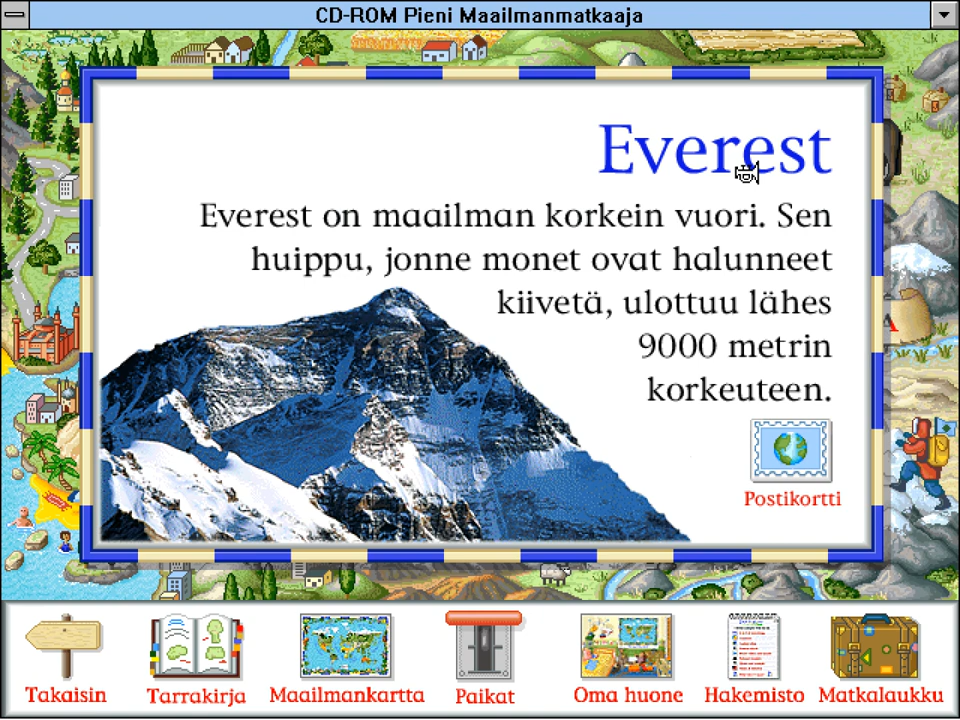 CD-ROM Pieni Maailmanmatkaaja
Everest
Everest on maailman korkein vuori. Sen
huippu, jonne monet ovat halunneet
kiivetä, ulottuu lähes
9000 metrin
korkeuteen.
Postikortti
Takaisin
Tarrakirja
Maailmankartta
Paikat
Oma huone
Hakemisto
Matkalaukku